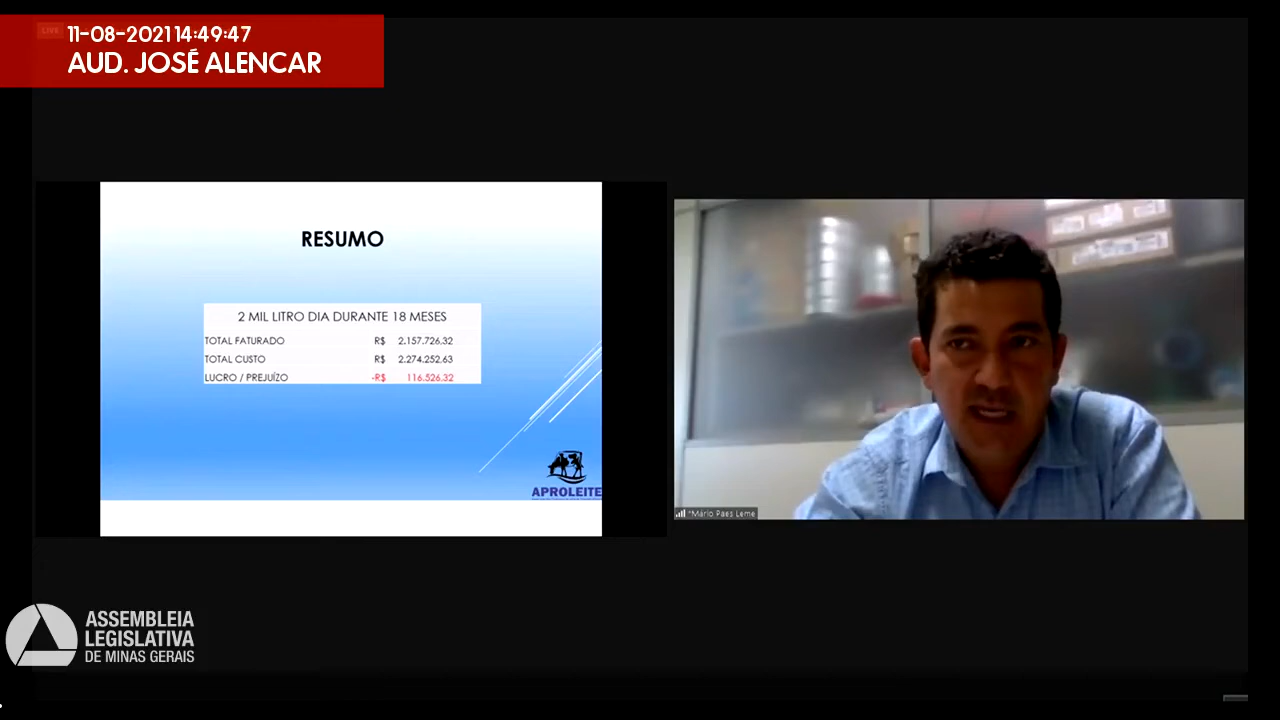 LIVE
11-08-2021 14:49:47
AUD. JOSÉ ALENCAR
RESUMO
2 MIL LITRO DIA DURANTE 18 MESES
TOTAL FATURADO R$ 2.157.726,32
TOTAL CUSTO R$ 2.274.252,63
LUCRO / PREJUÍZO -R$ 116.526,32
APROLEITE
*Mário Paes Leme
ASSEMBLEIA
LEGISLATIVA
DE MINAS GERAIS